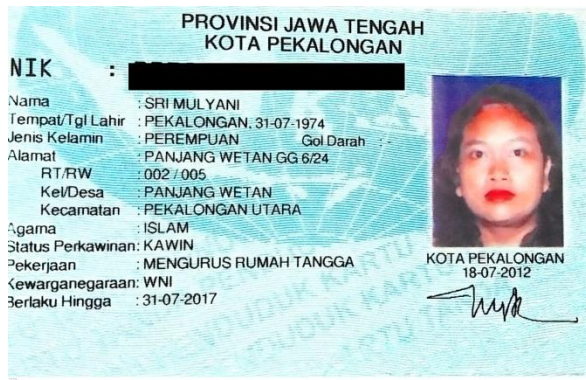 PROVINSI JAWA TENGAH
KOTA PEKALONGAN
NIK :
Nama : SRI MULYANI
Tempat/Tgl Lahir : PEKALONGAN, 31-07-1974
Jenis Kelamin : PEREMPUAN Gol Darah : -
Alamat : PANJANG WETAN GG 6/24
RT/RW : 002 / 005
Kel/Desa : PANJANG WETAN
Kecamatan : PEKALONGAN UTARA
Agama : ISLAM
Status Perkawinan: KAWIN
Pekerjaan : MENGURUS RUMAH TANGGA
Kewarganegaraan: WNI
Berlaku Hingga : 31-07-2017
KOTA PEKALONGAN
18-07-2012